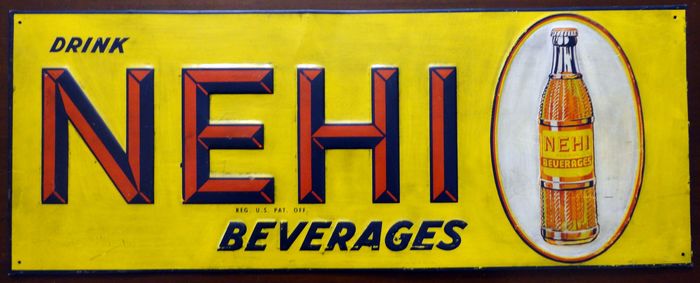 DRINK
NEHI
REG. U.S. PAT. OFF.
BEVERAGES
NEHI
BEVERAGES